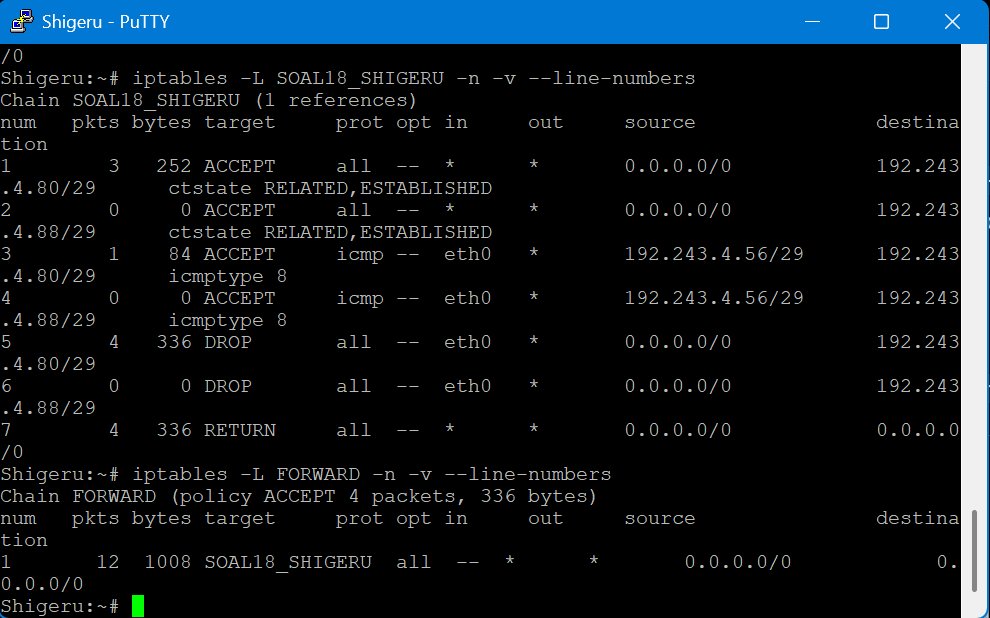 Shigeru - PuTTY
/0
Shigeru:~# iptables -L SOAL18_SHIGERU -n -v --line-numbers
Chain SOAL18_SHIGERU (1 references)
num   pkts bytes target     prot opt in     out     source               destina
tion
1        3   252 ACCEPT     all  --  *      *       0.0.0.0/0            192.243
.4.80/29      ctstate RELATED,ESTABLISHED
2        0     0 ACCEPT     all  --  *      *       0.0.0.0/0            192.243
.4.88/29      ctstate RELATED,ESTABLISHED
3        1    84 ACCEPT     icmp --  eth0   *       192.243.4.56/29      192.243
.4.80/29      icmptype 8
4        0     0 ACCEPT     icmp --  eth0   *       192.243.4.56/29      192.243
.4.88/29      icmptype 8
5        4   336 DROP       all  --  eth0   *       0.0.0.0/0            192.243
.4.80/29
6        0     0 DROP       all  --  eth0   *       0.0.0.0/0            192.243
.4.88/29
7        4   336 RETURN     all  --  *      *       0.0.0.0/0            0.0.0.0
/0
Shigeru:~# iptables -L FORWARD -n -v --line-numbers
Chain FORWARD (policy ACCEPT 4 packets, 336 bytes)
num   pkts bytes target     prot opt in     out     source               destina
tion
1       12  1008 SOAL18_SHIGERU  all  --  *      *       0.0.0.0/0            0.
0.0.0/0
Shigeru:~#